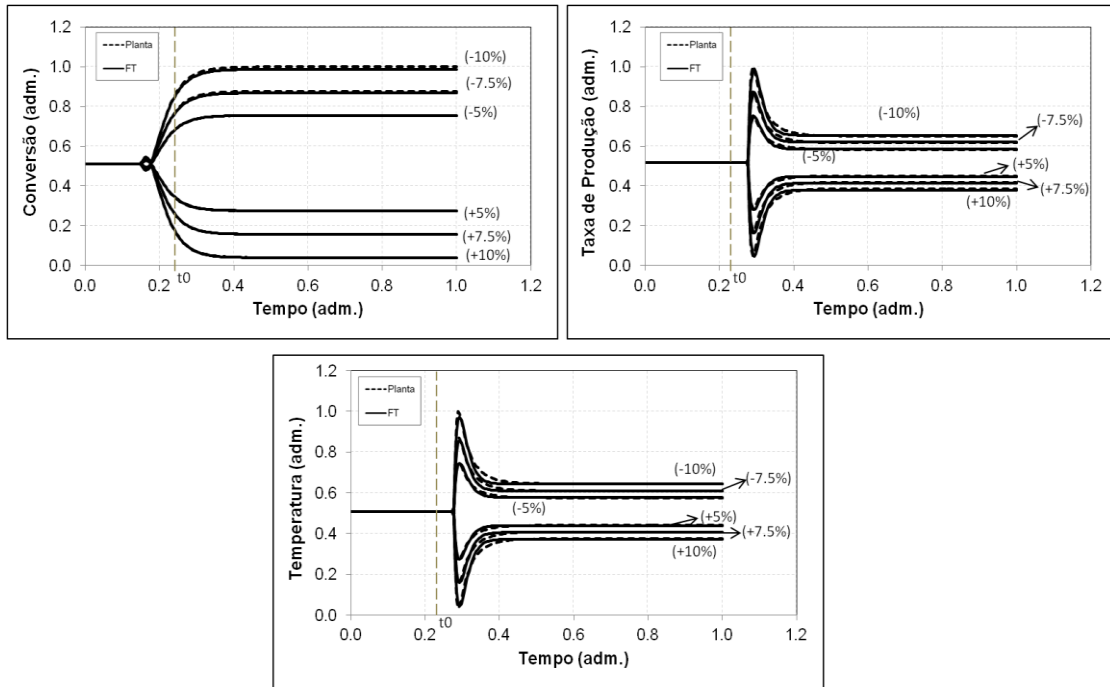 Conversão (adm.)
1.2
1.0
0.8
0.6
0.4
0.2
0.0
Planta
FT
(-10%)
(-7.5%)
(-5%)
(+5%)
(+7.5%)
(+10%)
t0
0.0 0.2 0.4 0.6 0.8 1.0 1.2
Tempo (adm.)
Taxa de Produção (adm.)
1.2
1.0
0.8
0.6
0.4
0.2
0.0
Planta
FT
(-10%)
(-7.5%)
(-5%)
(+5%)
(+7.5%)
(+10%)
t0
0.0 0.2 0.4 0.6 0.8 1.0 1.2
Tempo (adm.)
Temperatura (adm.)
1.2
1.0
0.8
0.6
0.4
0.2
0.0
Planta
FT
(-10%)
(-7.5%)
(-5%)
(+5%)
(+7.5%)
(+10%)
t0
0.0 0.2 0.4 0.6 0.8 1.0 1.2
Tempo (adm.)